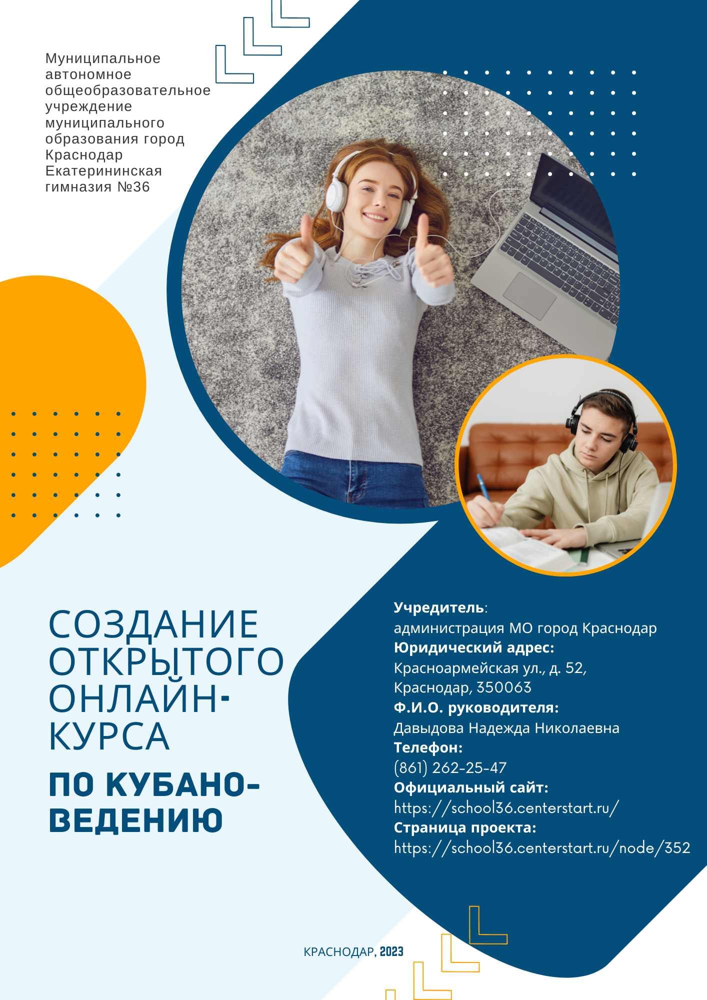 Муниципальное
автономное
общеобразовательное
учреждение
муниципального
образования город
Краснодар
Екатерининская
гимназия №36
СОЗДАНИЕ
ОТКРЫТОГО
ОНЛАЙН-
КУРСА
ПО КУБАНО-
ВЕДЕНИЮ
Учредитель:
администрация МО город Краснодар
Юридический адрес:
Красноармейская ул., д. 52,
Краснодар, 350063
Ф.И.О. руководителя:
Давыдова Надежда Николаевна
Телефон:
(861) 262-25-47
Официальный сайт:
https://school36.centerstart.ru/
Страница проекта:
https://school36.centerstart.ru/node/352
КРАСНОДАР, 2023